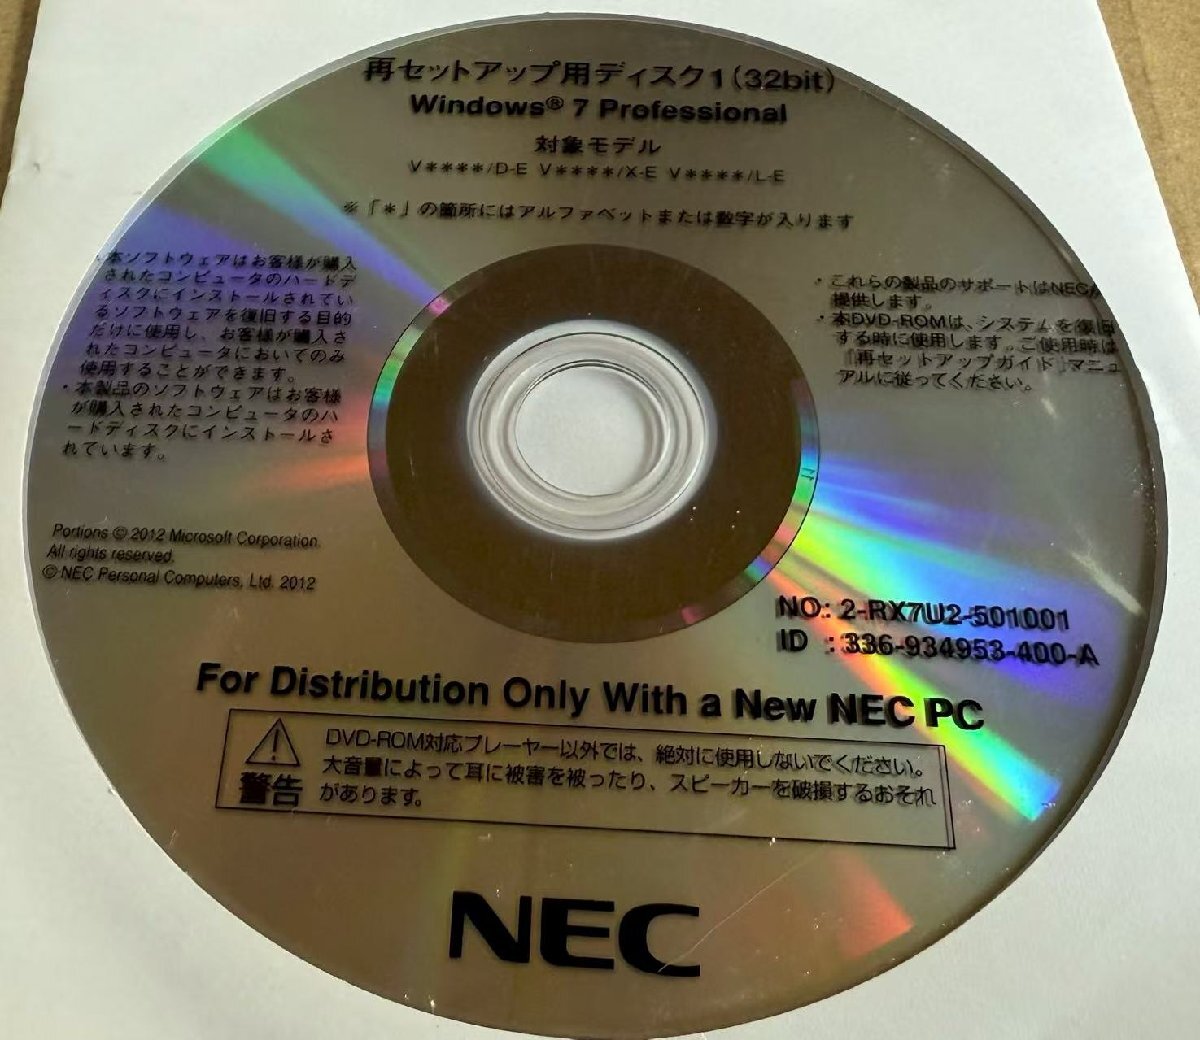 再セットアップ用ディスク1(32bit)
Windows® 7 Professional
対象モデル
V****/D-E V****/X-E V****/L-E
※「*」の箇所にはアルファベットまたは数字が入ります
・本ソフトウェアはお客様が購入
されたコンピュータのハードデ
ィスクにインストールされてい
るソフトウェアを復旧する目的
だけに使用し、お客様が購入さ
れたコンピュータにおいてのみ
使用することができます。
・本製品のソフトウェアはお客様
が購入されたコンピュータのハ
ードディスクにインストールさ
れています。
・これらの製品のサポートはNECが
提供します。
・本DVD-ROMは、システムを復旧
する時に使用します。ご使用時は
「再セットアップガイド」マニュ
アルに従ってください。
Portions © 2012 Microsoft Corporation.
All rights reserved.
© NEC Personal Computers, Ltd. 2012
NO: 2-RX7U2-501001
ID : 336-934953-400-A
For Distribution Only With a New NEC PC
警告
DVD-ROM対応プレーヤー以外では、絶対に使用しないでください。
大音量によって耳に被害を被ったり、スピーカーを破損するおそれ
があります。
NEC